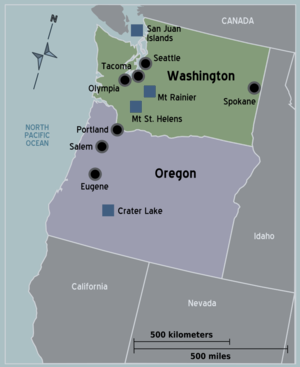 N
CANADA
San Juan
Islands
Seattle
Tacoma
Washington
Olympia
Mt Rainier
Spokane
Mt St. Helens
NORTH
PACIFIC
OCEAN
Portland
Salem
Oregon
Eugene
Crater Lake
Idaho
California
Nevada
500 kilometers
500 miles